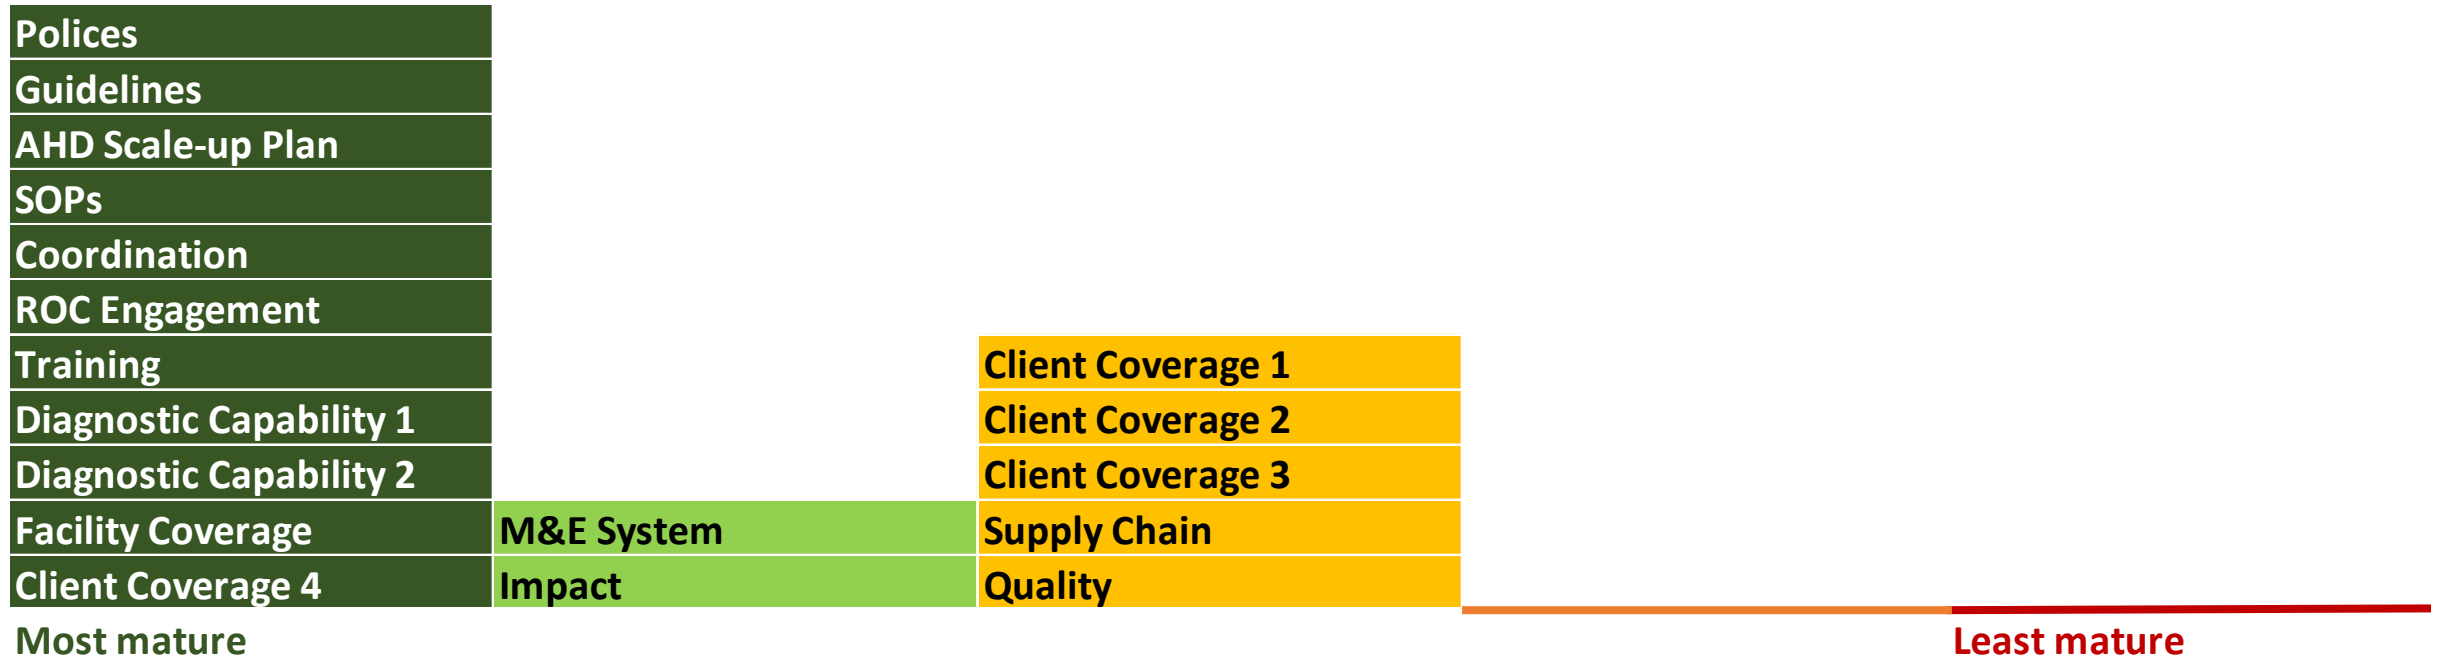 Polices
Guidelines
AHD Scale-up Plan
SOPs
Coordination
ROC Engagement
Training
Client Coverage 1
Diagnostic Capability 1
Client Coverage 2
Diagnostic Capability 2
Client Coverage 3
Facility Coverage
M&E System
Supply Chain
Client Coverage 4
Impact
Quality
Most mature
Least mature